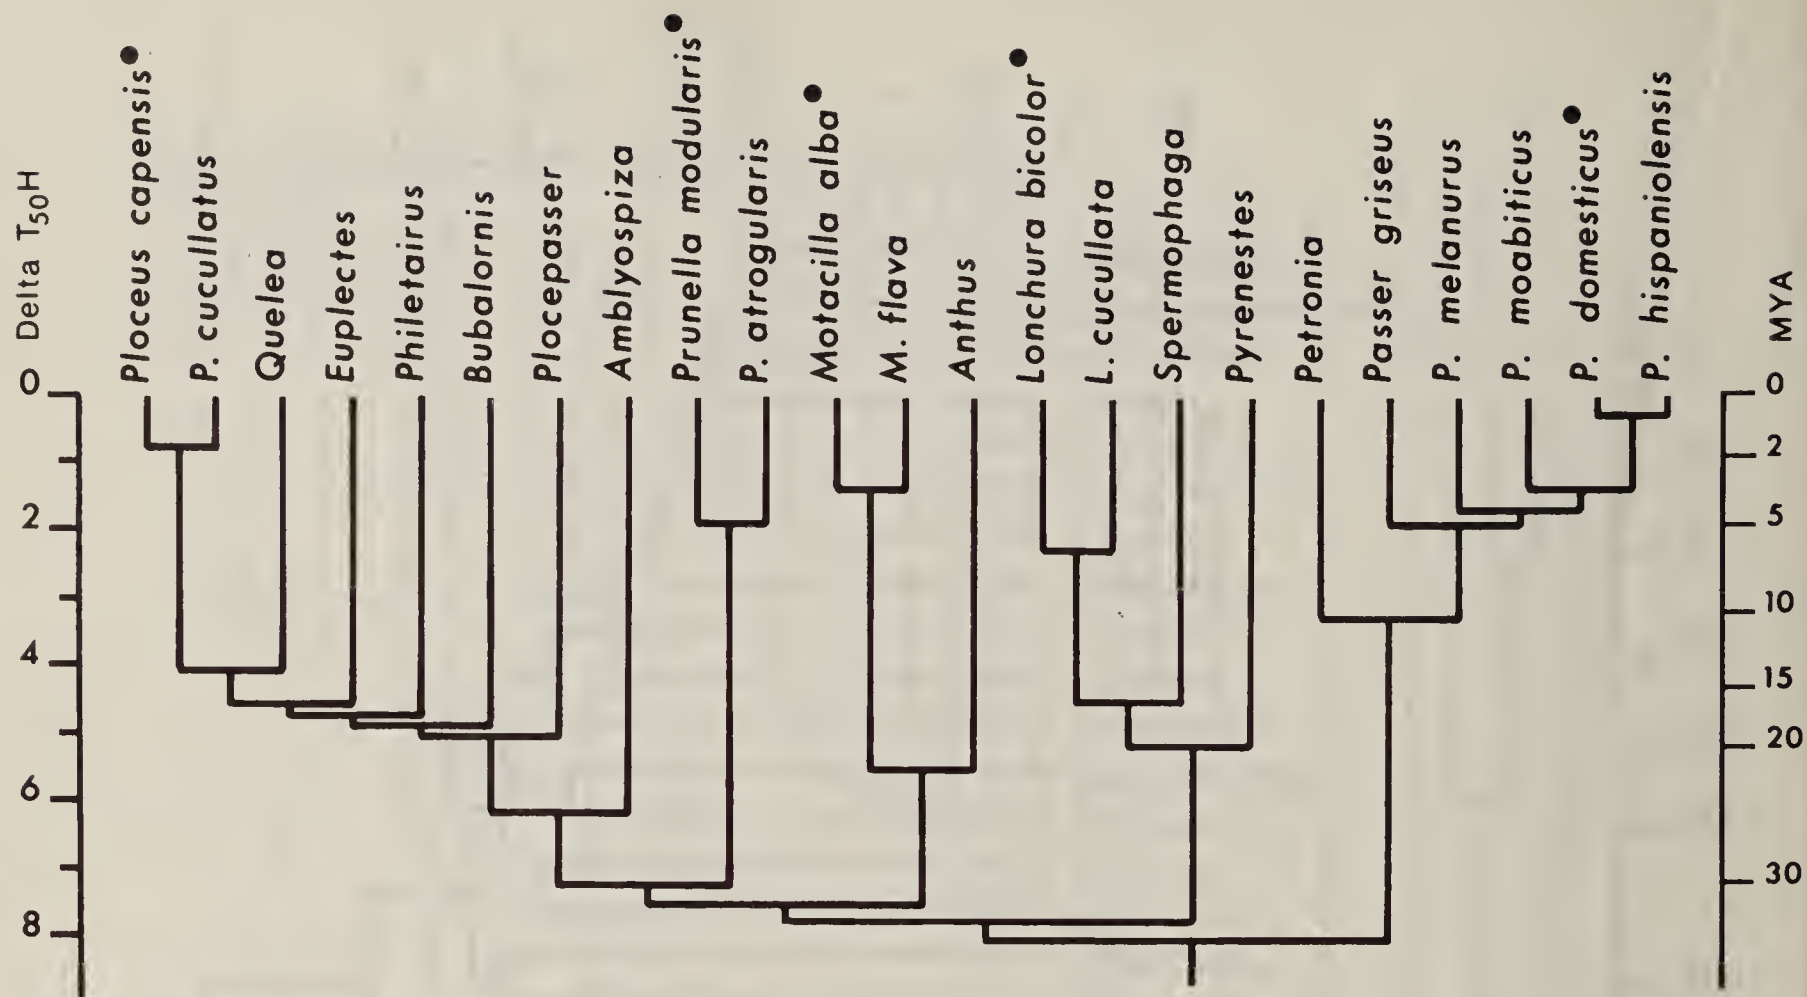 Delta T50H
0
2
4
6
8
Ploceus capensis●
P. cucullatus
Quelea
Euplectes
Philetairus
Bubalornis
Plocepasser
Amblyospiza
Prunella modularis●
P. atrogularis
Motacilla alba●
M. flava
Anthus
Lonchura bicolor●
L. cucullata
Spermophaga
Pyrenestes
Petronia
Passer griseus
P. melanurus
P. moabiticus
P. domesticus●
P. hispaniolensis
MYA
0
2
5
10
15
20
30